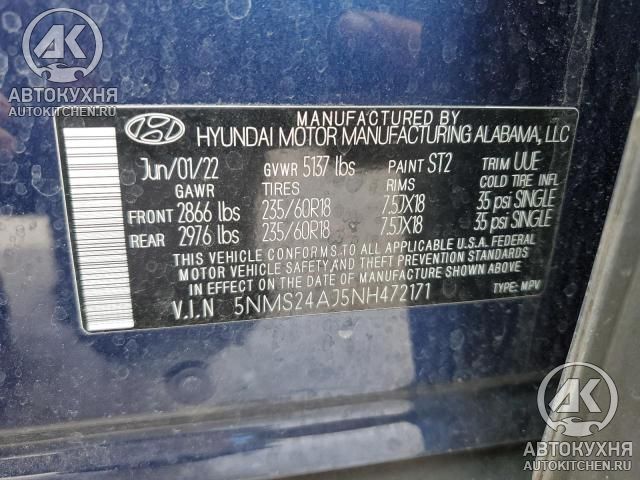 АК
АВТОКУХНЯ
AUTOKITCHEN.RU
MANUFACTURED BY
HYUNDAI MOTOR MANUFACTURING ALABAMA, LLC
Jun/01/22 GVWR 5137 lbs PAINT ST2 TRIM UUE
GAWR TIRES RIMS COLD TIRE INFL
FRONT 2866 lbs 235/60R18 7.5JX18 35 psi SINGLE
REAR 2976 lbs 235/60R18 7.5JX18 35 psi SINGLE
THIS VEHICLE CONFORMS TO ALL APPLICABLE U.S.A. FEDERAL
MOTOR VEHICLE SAFETY AND THEFT PREVENTION STANDARDS
IN EFFECT ON THE DATE OF MANUFACTURE SHOWN ABOVE.
V.I.N 5NMS24AJ5NH472171 TYPE: MPV
АК
АВТОКУХНЯ
AUTOKITCHEN.RU